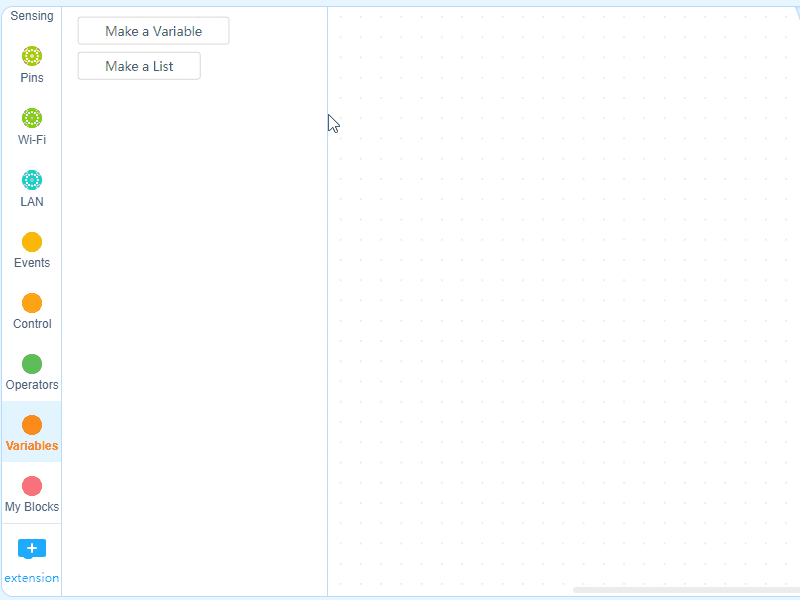 Sensing
Make a Variable
Make a List
Pins
Wi-Fi
LAN
Events
Control
Operators
Variables
My Blocks
extension